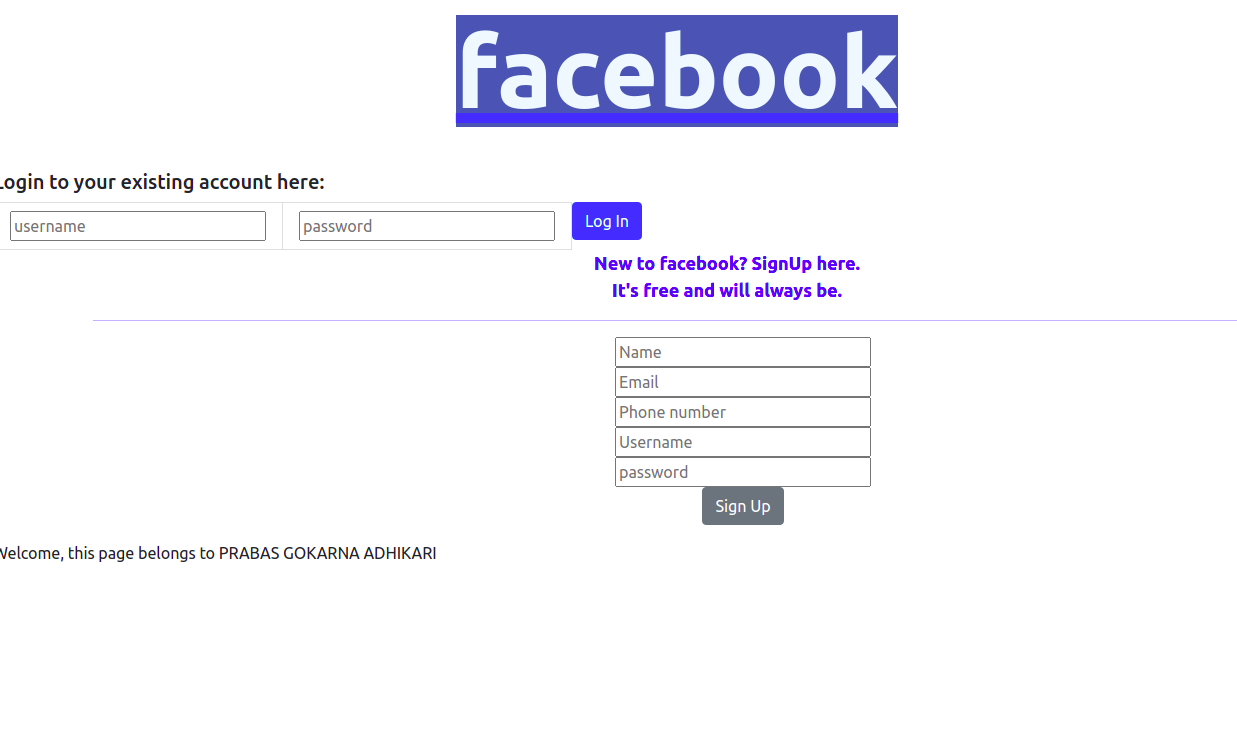 facebook
Login to your existing account here:
username password Log In
New to facebook? SignUp here.
It's free and will always be.
Name
Email
Phone number
Username
password
Sign Up
Welcome, this page belongs to PRABAS GOKARNA ADHIKARI